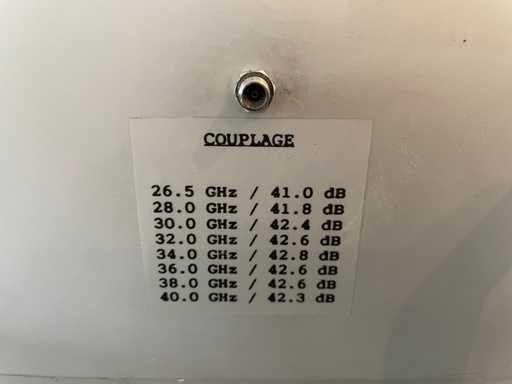 COUPLAGE
26.5 GHz / 41.0 dB
28.0 GHz / 41.8 dB
30.0 GHz / 42.4 dB
32.0 GHz / 42.6 dB
34.0 GHz / 42.8 dB
36.0 GHz / 42.6 dB
38.0 GHz / 42.6 dB
40.0 GHz / 42.3 dB